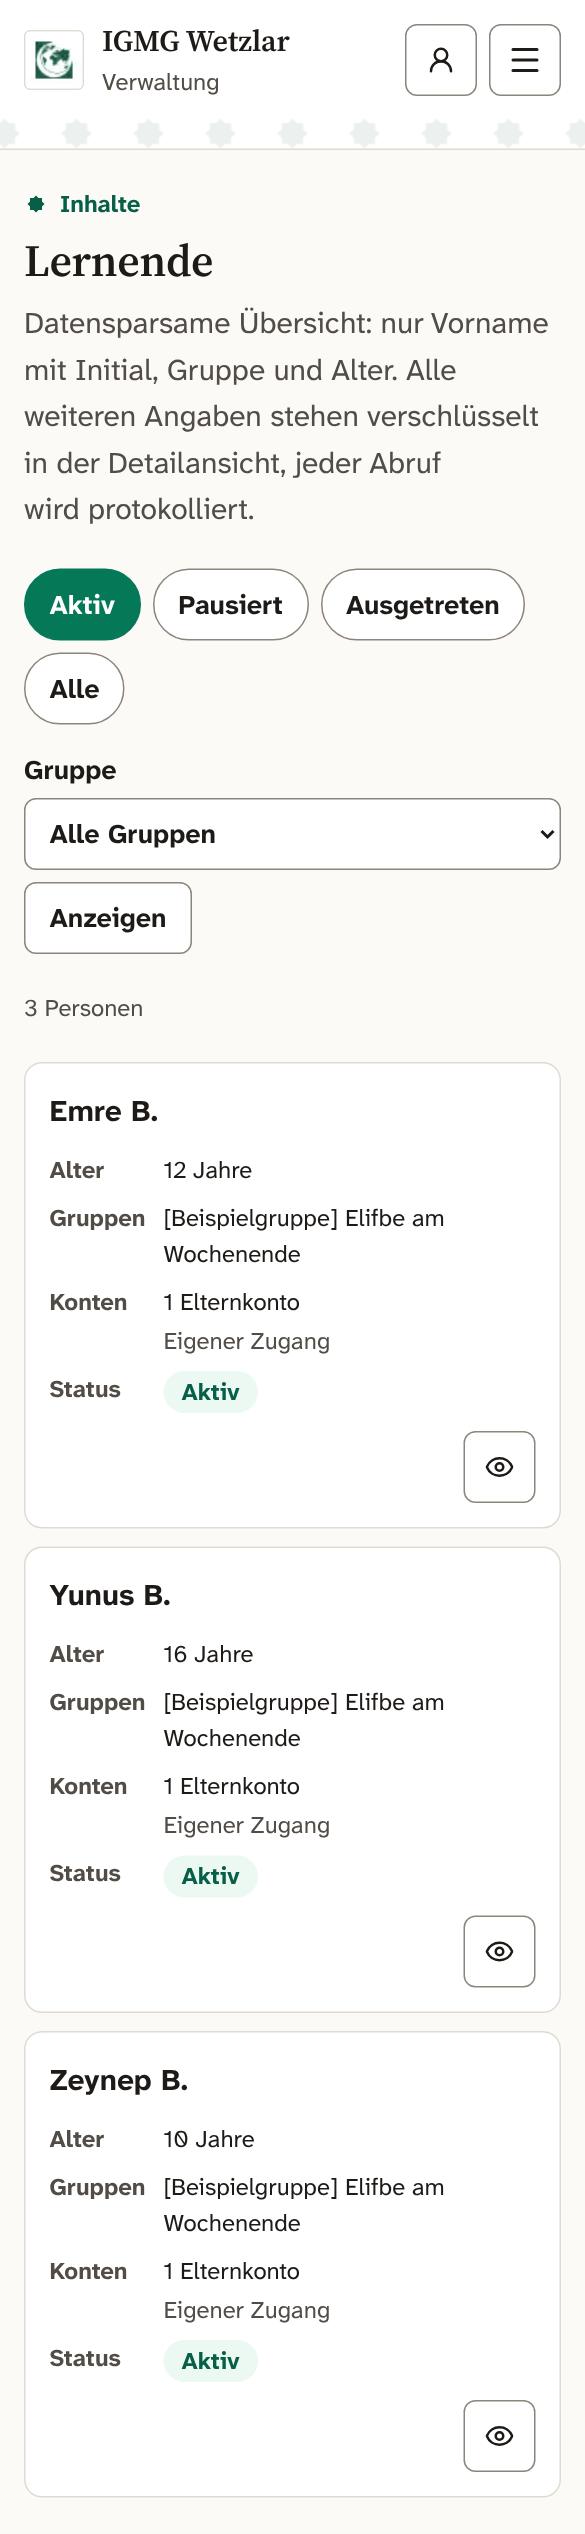 IGMG Wetzlar
Verwaltung
Inhalte
Lernende
Datensparsame Übersicht: nur Vorname
mit Initial, Gruppe und Alter. Alle
weiteren Angaben stehen verschlüsselt
in der Detailansicht, jeder Abruf
wird protokolliert.
Aktiv
Pausiert
Ausgetreten
Alle
Gruppe
Alle Gruppen
Anzeigen
3 Personen
Emre B.
Alter 12 Jahre
Gruppen [Beispielgruppe] Elifbe am
Wochenende
Konten 1 Elternkonto
Eigener Zugang
Status Aktiv
Yunus B.
Alter 16 Jahre
Gruppen [Beispielgruppe] Elifbe am
Wochenende
Konten 1 Elternkonto
Eigener Zugang
Status Aktiv
Zeynep B.
Alter 10 Jahre
Gruppen [Beispielgruppe] Elifbe am
Wochenende
Konten 1 Elternkonto
Eigener Zugang
Status Aktiv